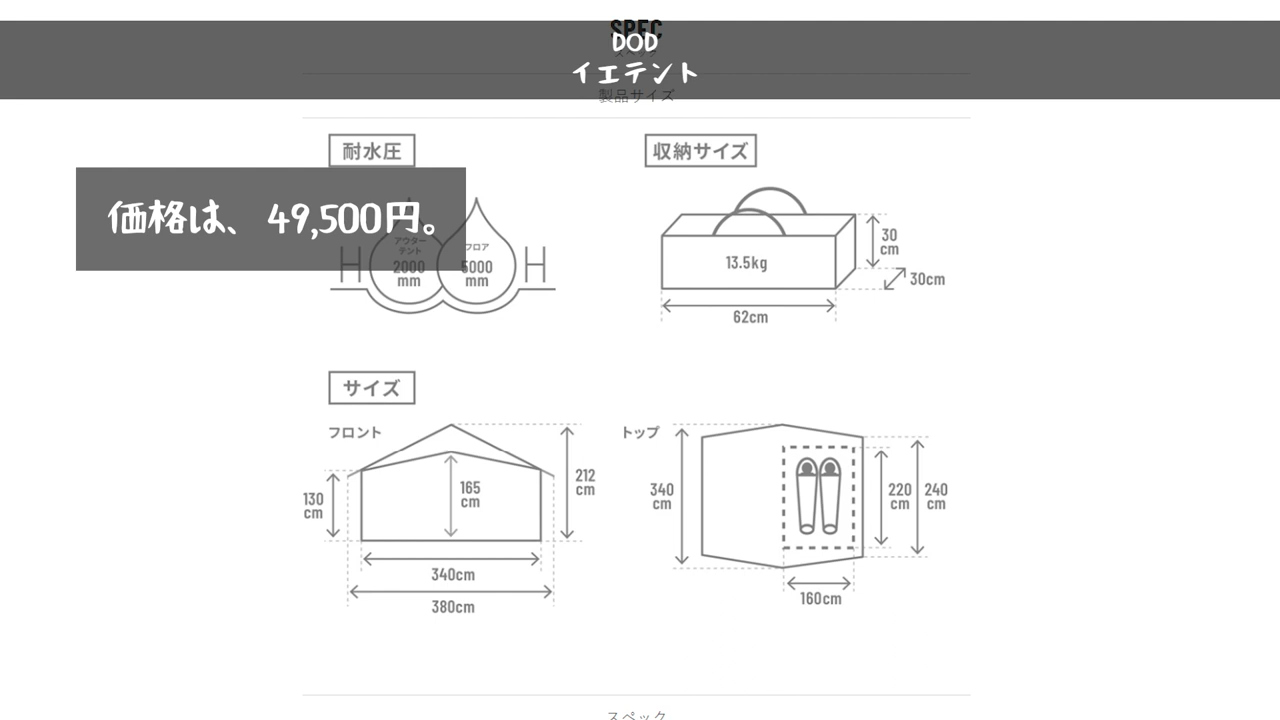 SPEC
DOD
スペック
イエテント
製品サイズ
耐水圧
価格は、49,500円。
アウター
テント
2000
mm
フロア
5000
mm
収納サイズ
13.5kg
30
cm
30cm
62cm
サイズ
フロント
130
cm
165
cm
212
cm
340cm
380cm
トップ
340
cm
220
cm
240
cm
160cm
スペック